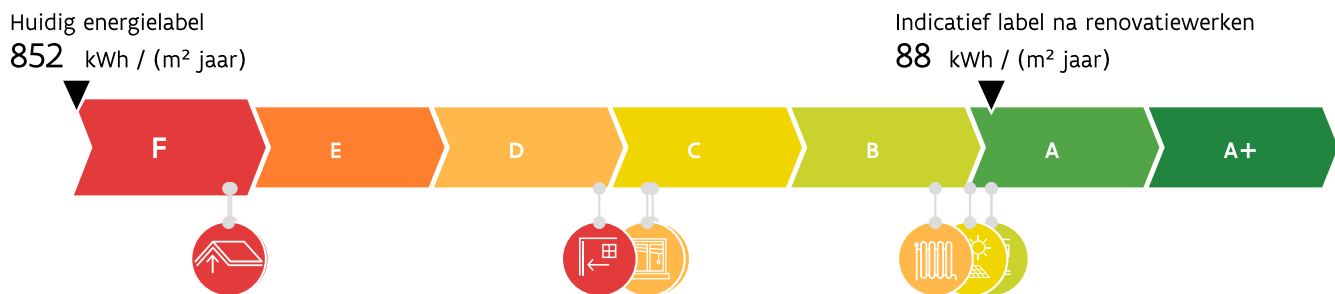 Huidig energielabel
852 kWh / (m² jaar)
Indicatief label na renovatiewerken
88 kWh / (m² jaar)
F
E
D
C
B
A
A+